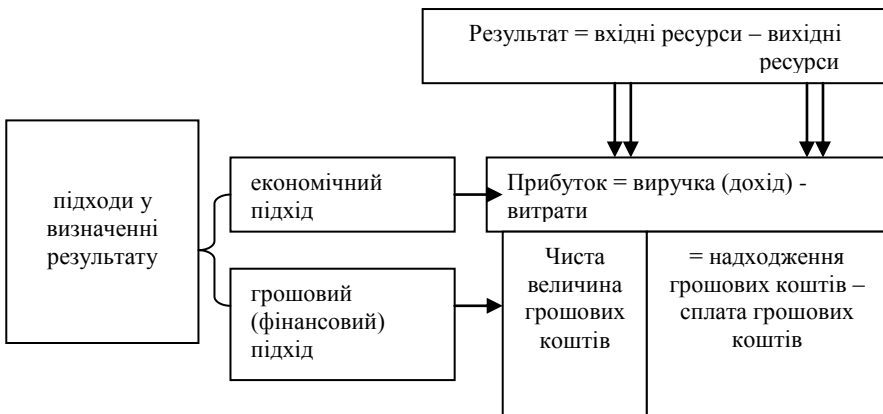 Результат = вхідні ресурси – вихідні
ресурси
підходи у
визначенні
результату
економічний
підхід
Прибуток = виручка (дохід) -
витрати
грошовий
(фінансовий)
підхід
Чиста
величина
грошових
коштів
= надходження
грошових коштів –
сплата грошових
коштів